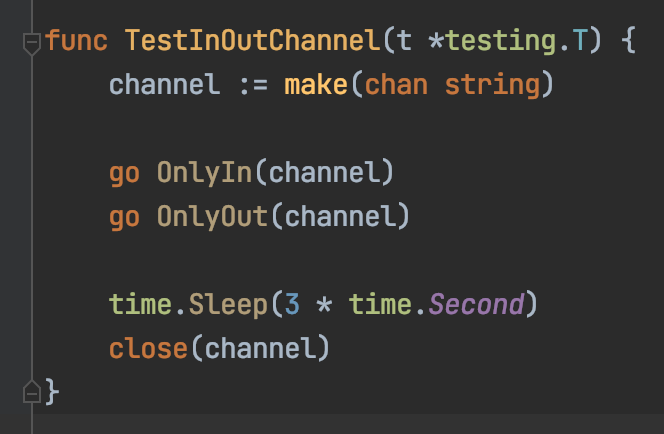 func TestInOutChannel(t *testing.T) {
    channel := make(chan string)

    go OnlyIn(channel)
    go OnlyOut(channel)

    time.Sleep(3 * time.Second)
    close(channel)
}